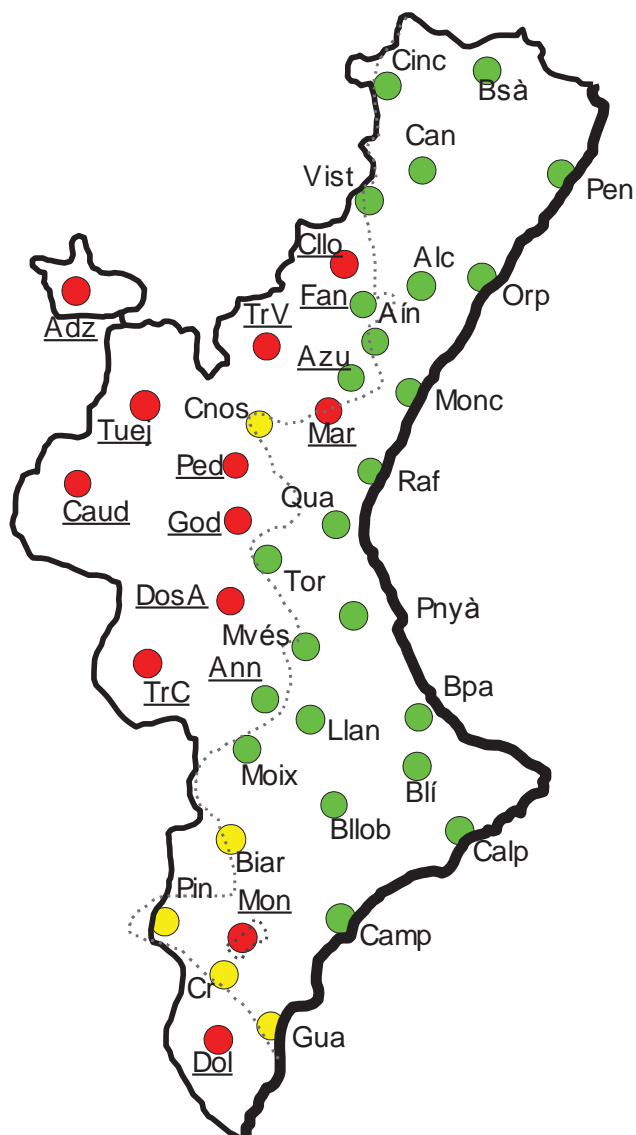 Cinc
Bsà
Can
Pen
Vist
Cllo
Alc
Orp
Fan
Adz
TrV
Aín
Azu
Monc
Tuej
Cnos
Mar
Ped
Raf
Caud
Qua
God
Tor
DosA
Pnyà
Mvés
Ann
TrC
Bpa
Llan
Moix
Blí
Bllob
Calp
Biar
Pin
Mon
Camp
Cr
Gua
Dol